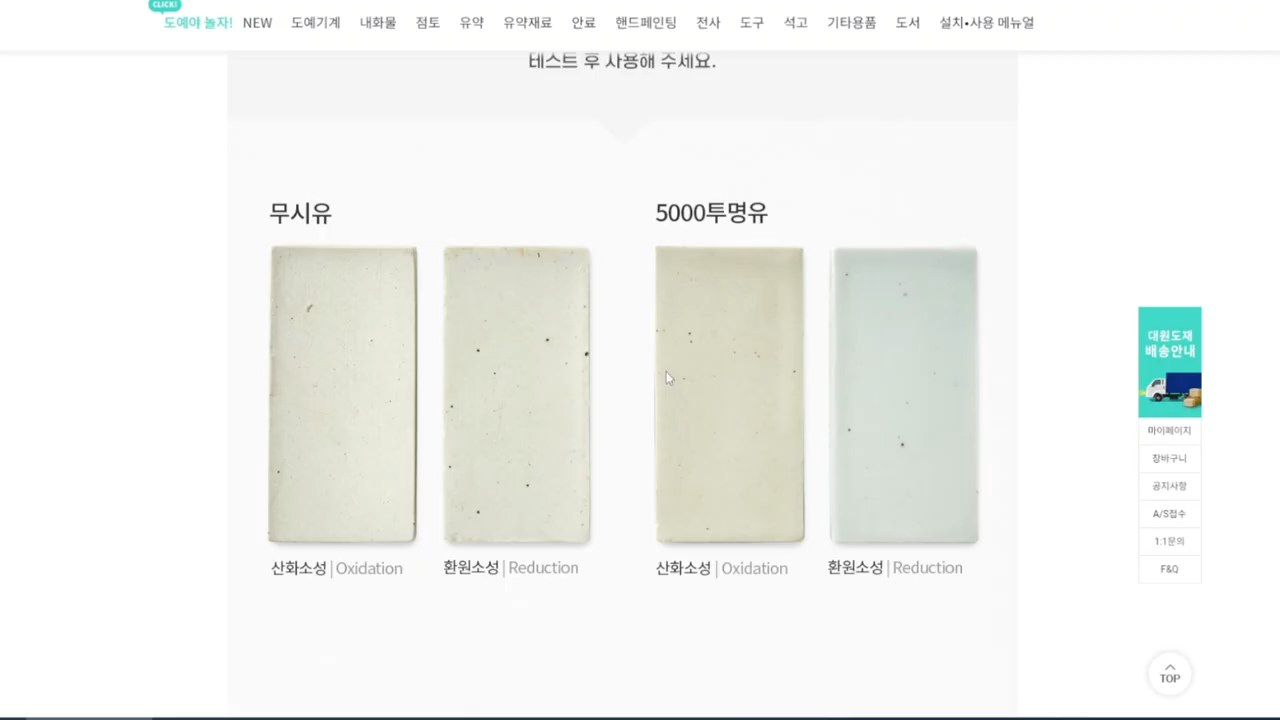 CLICK!
도예야 놀자! NEW 도예기계 내화물 점토 유약 유약재료 안료 핸드페인팅 전사 도구 석고 기타용품 도서 설치•사용 메뉴얼
테스트 후 사용해 주세요.
무시유 5000투명유
산화소성 | Oxidation 환원소성 | Reduction 산화소성 | Oxidation 환원소성 | Reduction
대원도재
배송안내
마이페이지
장바구니
공지사항
A/S접수
1:1문의
F&Q
TOP